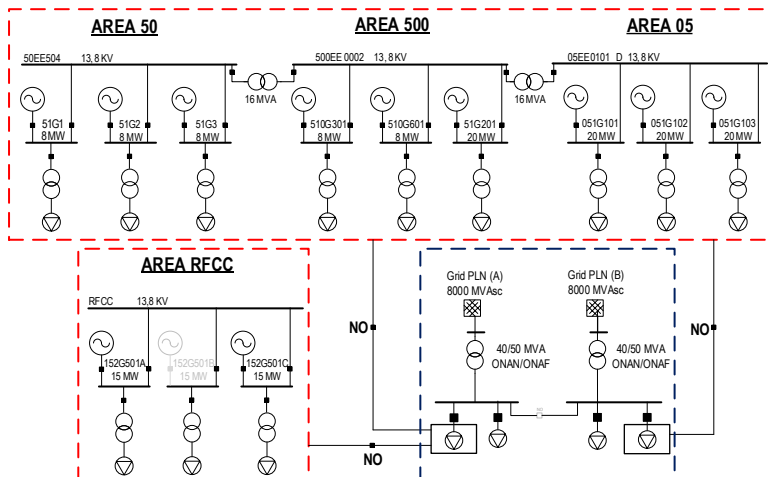 AREA 50
AREA 500
AREA 05
50EE504 13,8 KV
500EE 0002 13,8 KV
05EE0101 D 13,8 KV
16 MVA
16 MVA
51G1
8 MW
51G2
8 MW
51G3
8 MW
510G301
8 MW
510G601
8 MW
51G201
20 MW
051G101
20 MW
051G102
20 MW
051G103
20 MW
AREA RFCC
RFCC 13,8 KV
152G501A
15 MW
152G501B
15 MW
152G501C
15 MW
Grid PLN (A)
8000 MVAsc
Grid PLN (B)
8000 MVAsc
40/50 MVA
ONAN/ONAF
40/50 MVA
ONAN/ONAF
NO
NO
NO